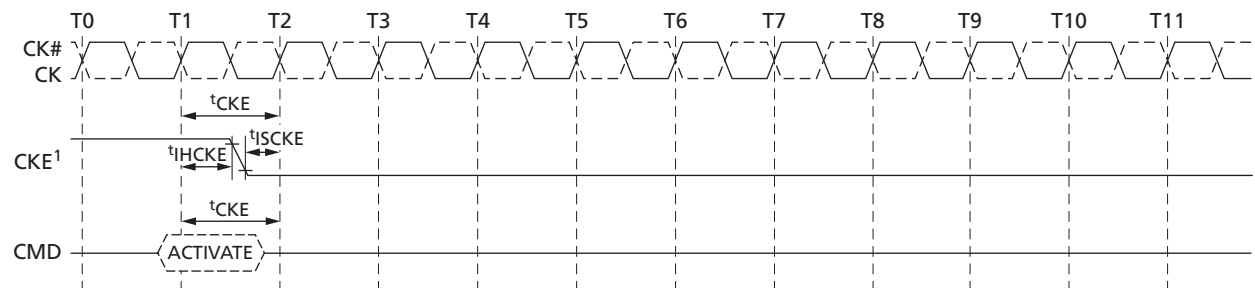 T0 T1 T2 T3 T4 T5 T6 T7 T8 T9 T10 T11
CK#
CK
tCKE
tISCKE
CKE1
tIHCKE
tCKE
CMD
ACTIVATE